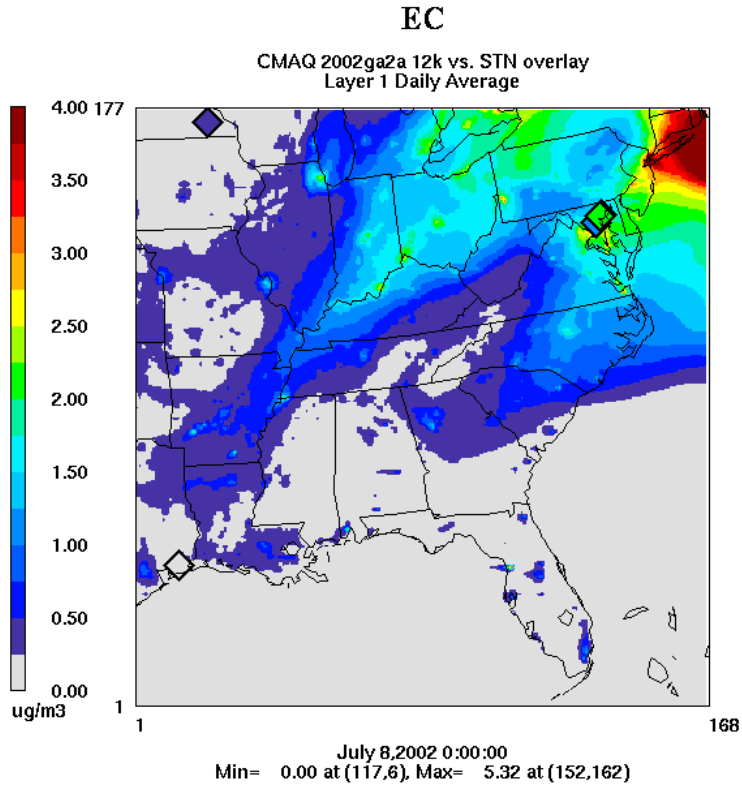 EC
CMAQ 2002ga2a 12k vs. STN overlay
Layer 1 Daily Average
4.00
3.50
3.00
2.50
2.00
1.50
1.00
0.50
0.00
ug/m3
177
1
1
168
July 8,2002 0:00:00
Min= 0.00 at (117,6), Max= 5.32 at (152,162)